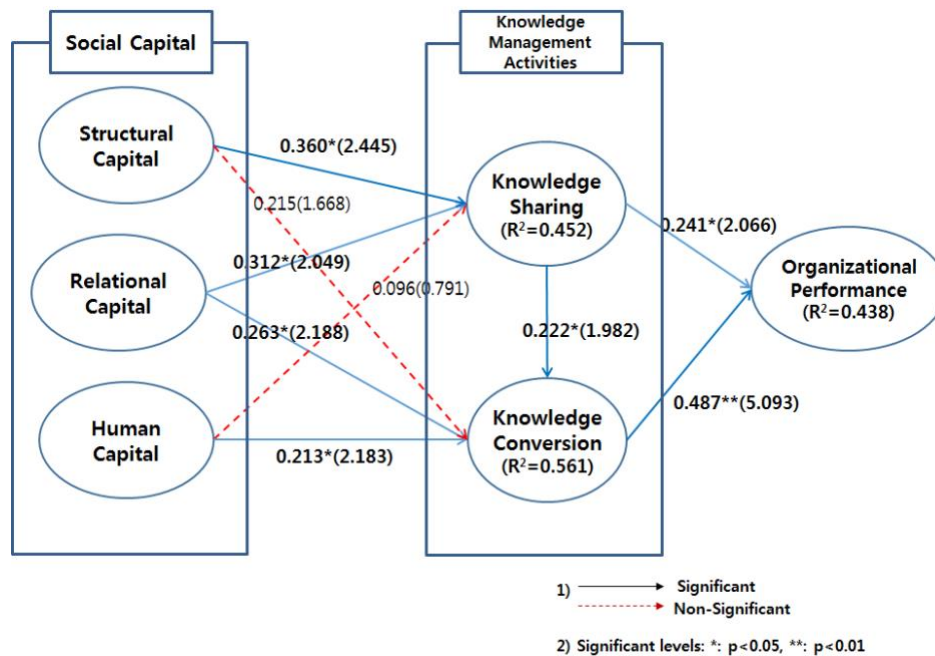 Social Capital
Knowledge
Management
Activities
Structural
Capital
0.360*(2.445)
0.215(1.668)
Knowledge
Sharing
(R²=0.452)
0.241*(2.066)
Relational
Capital
0.312*(2.049)
0.096(0.791)
Organizational
Performance
(R²=0.438)
0.263*(2.188)
0.222*(1.982)
0.487**(5.093)
Human
Capital
0.213*(2.183)
Knowledge
Conversion
(R²=0.561)
1) Significant
Non-Significant
2) Significant levels: *: p<0.05, **: p<0.01